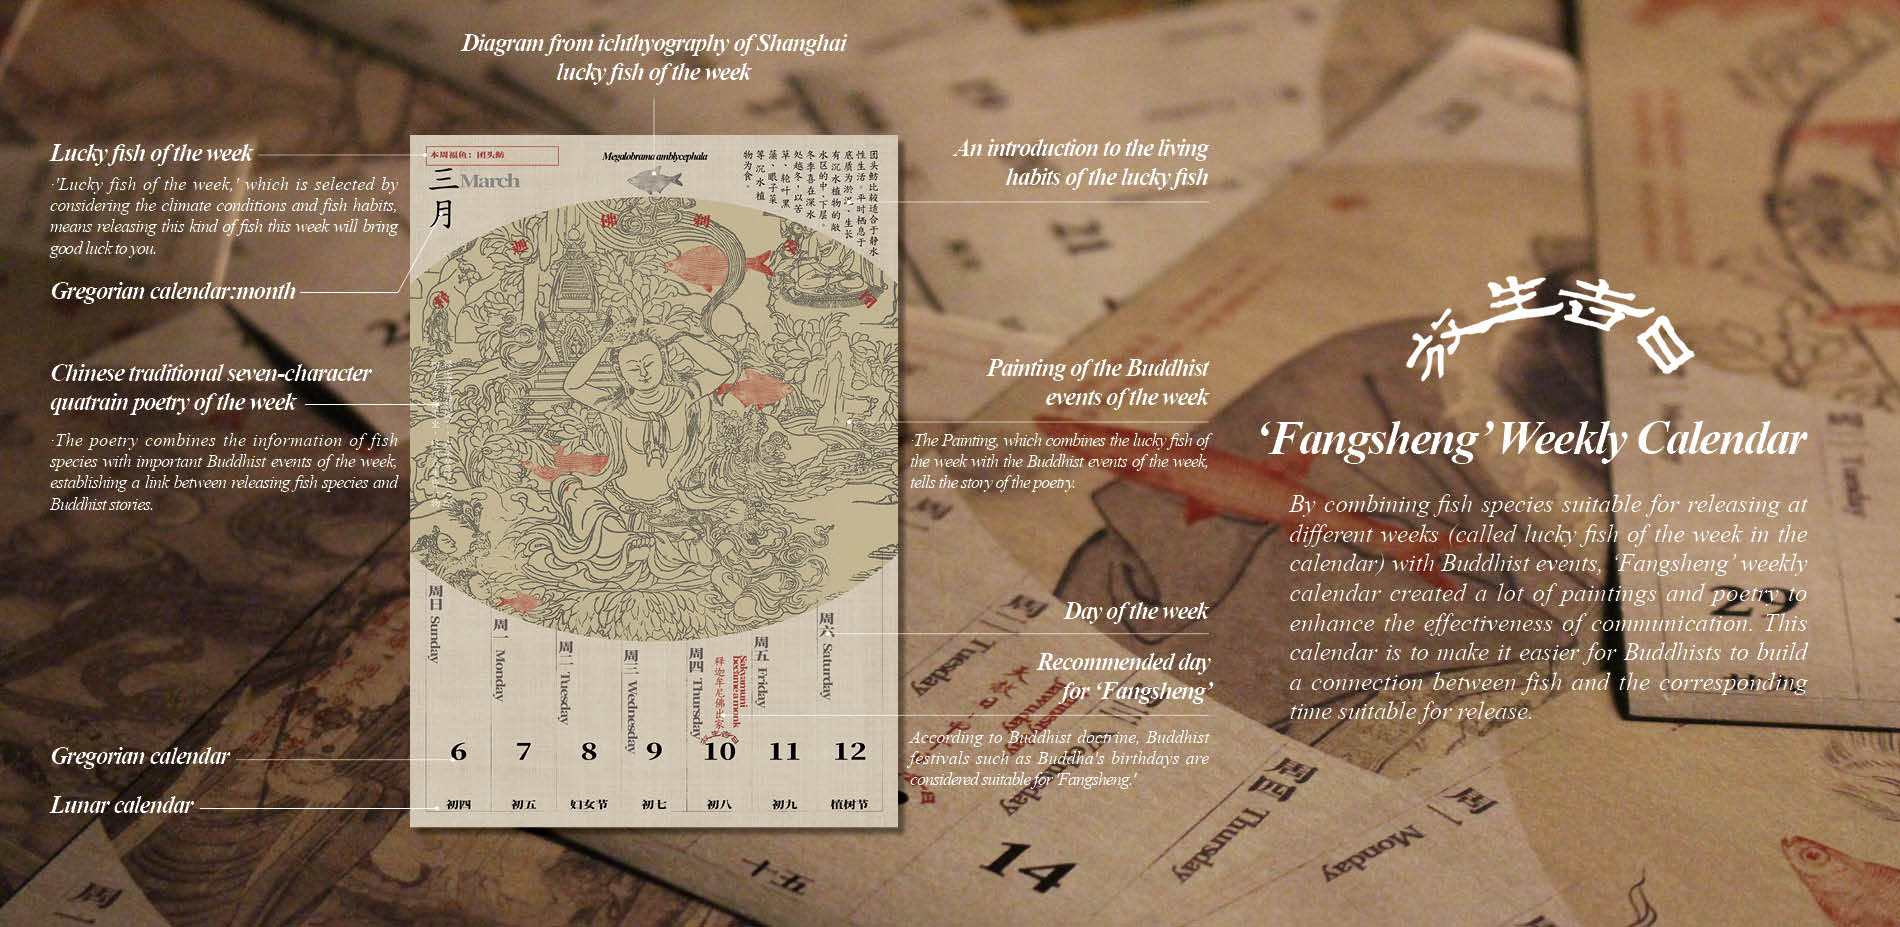 Diagram from ichthyography of Shanghai
lucky fish of the week
Lucky fish of the week
·'Lucky fish of the week,' which is selected by
considering the climate conditions and fish habits,
means releasing this kind of fish this week will bring
good luck to you.
Gregorian calendar:month
Chinese traditional seven-character
quatrain poetry of the week
·The poetry combines the information of fish
species with important Buddhist events of the week,
establishing a link between releasing fish species and
Buddhist stories.
Gregorian calendar
Lunar calendar
本周福鱼：团头鲂
三月
March
Megalobrama amblycephala
团头鲂比较适合于静水
性生活。平时栖息于
底质为淤泥、生长
有沉水植物的敞
水区的中、下层。
冬季喜在深水
处越冬，以苦
草、轮叶黑
藻、眼子菜
等沉水植
物为食。
周日 Sunday
周一 Monday
周二 Tuesday
周三 Wednesday
周四 Thursday
释迦牟尼佛出家
Sakyamuni
became a monk
放生吉日
周五 Friday
周六 Saturday
6 7 8 9 10 11 12
初四 初五 妇女节 初七 初八 初九 植树节
An introduction to the living
habits of the lucky fish
Painting of the Buddhist
events of the week
·The Painting, which combines the lucky fish of
the week with the Buddhist events of the week,
tells the story of the poetry.
Day of the week
Recommended day
for ‘Fangsheng’
According to Buddhist doctrine, Buddhist
festivals such as Buddha's birthdays are
considered suitable for 'Fangsheng.'
放生吉日
‘Fangsheng’ Weekly Calendar
By combining fish species suitable for releasing at
different weeks (called lucky fish of the week in the
calendar) with Buddhist events, ‘Fangsheng’ weekly
calendar created a lot of paintings and poetry to
enhance the effectiveness of communication. This
calendar is to make it easier for Buddhists to build
a connection between fish and the corresponding
time suitable for release.
周二 Tuesday
周四 Thursday
周一 Monday
Tuesday
14
十五
29
21
周一